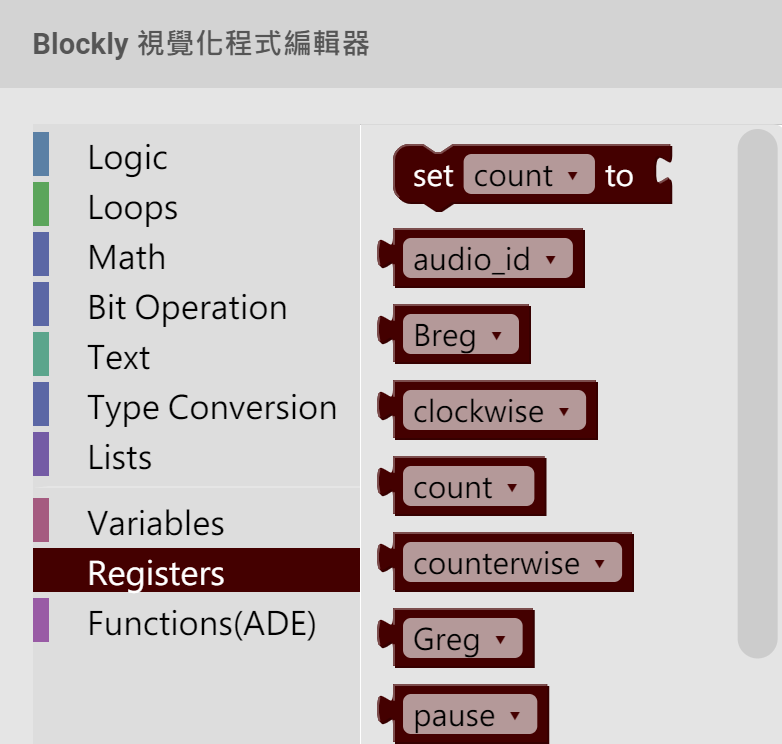 Blockly 視覺化程式編輯器
Logic
Loops
Math
Bit Operation
Text
Type Conversion
Lists
Variables
Registers
Functions(ADE)
set count to
audio_id
Breg
clockwise
count
counterwise
Greg
pause